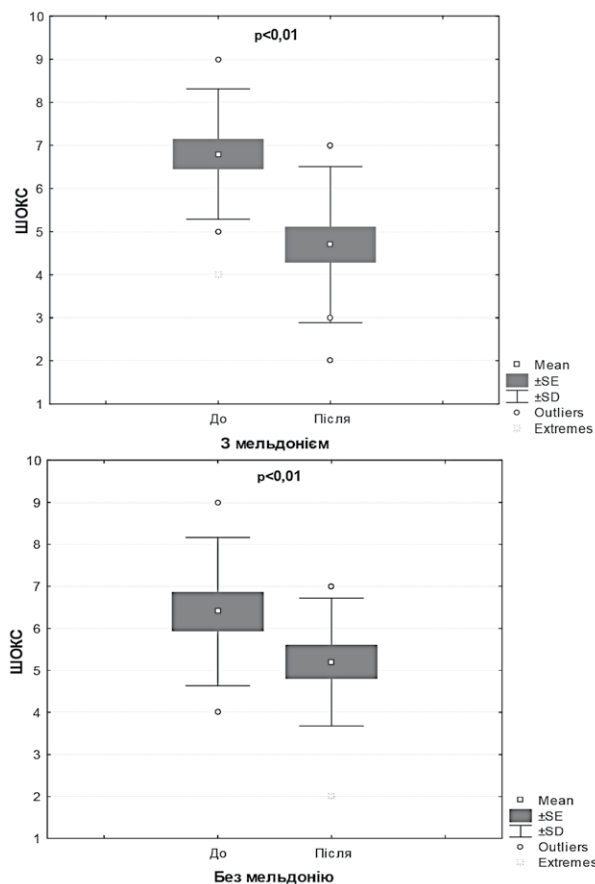 10
p<0,01
9
8
7
6
5
4
3
2
1
ШОКС
До
Після
З мельдонієм
Mean
±SE
±SD
Outliers
Extremes
10
p<0,01
9
8
7
6
5
4
3
2
1
ШОКС
До
Після
Без мельдонію
Mean
±SE
±SD
Outliers
Extremes